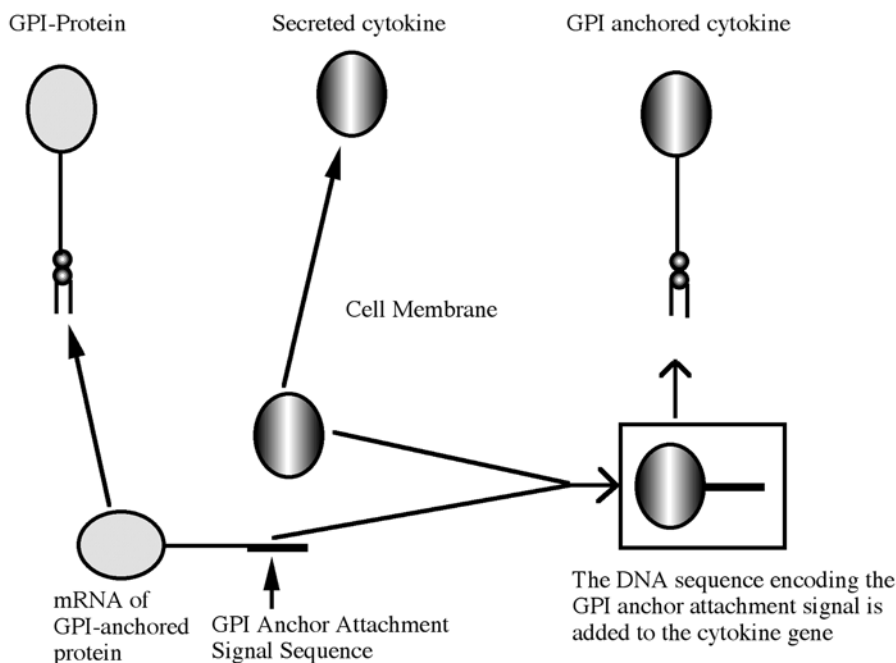 GPI-Protein
Secreted cytokine
GPI anchored cytokine
Cell Membrane
mRNA of
GPI-anchored
protein
GPI Anchor Attachment
Signal Sequence
The DNA sequence encoding the
GPI anchor attachment signal is
added to the cytokine gene